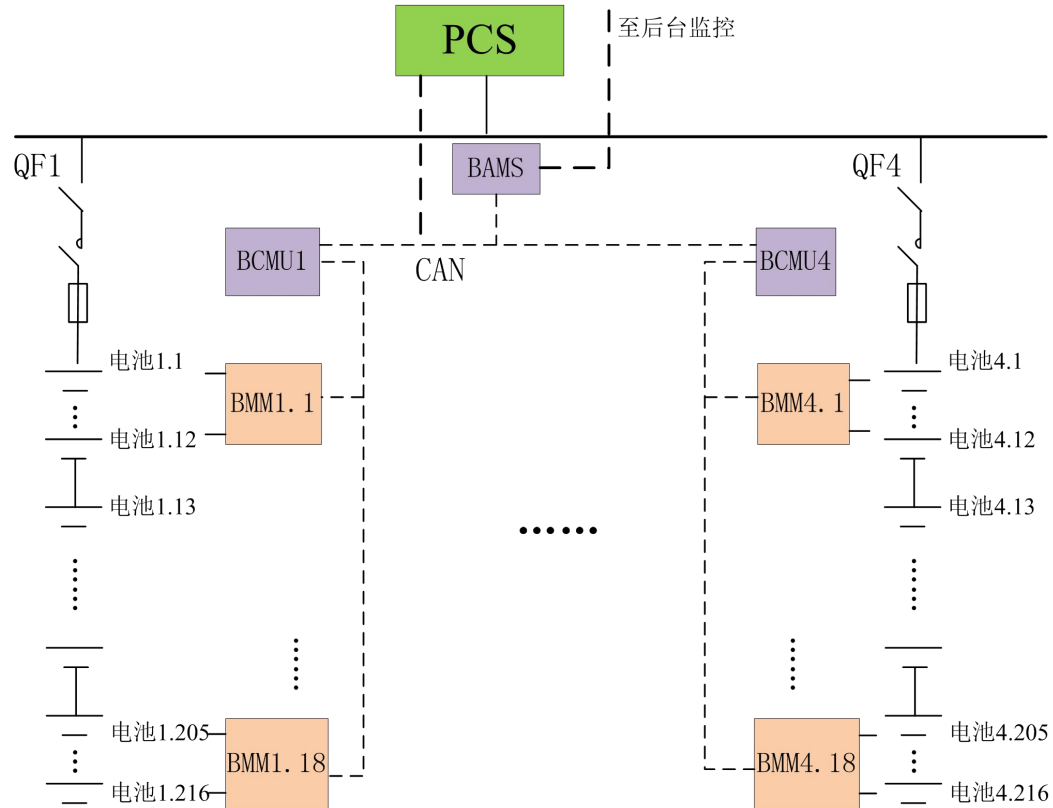 PCS
至后台监控
QF1
BAMS
QF4
BCMU1
CAN
BCMU4
电池1.1
BMM1.1
BMM4.1
电池4.1
电池1.12
电池4.12
电池1.13
电池4.13
电池1.205
BMM1.18
BMM4.18
电池4.205
电池1.216
电池4.216